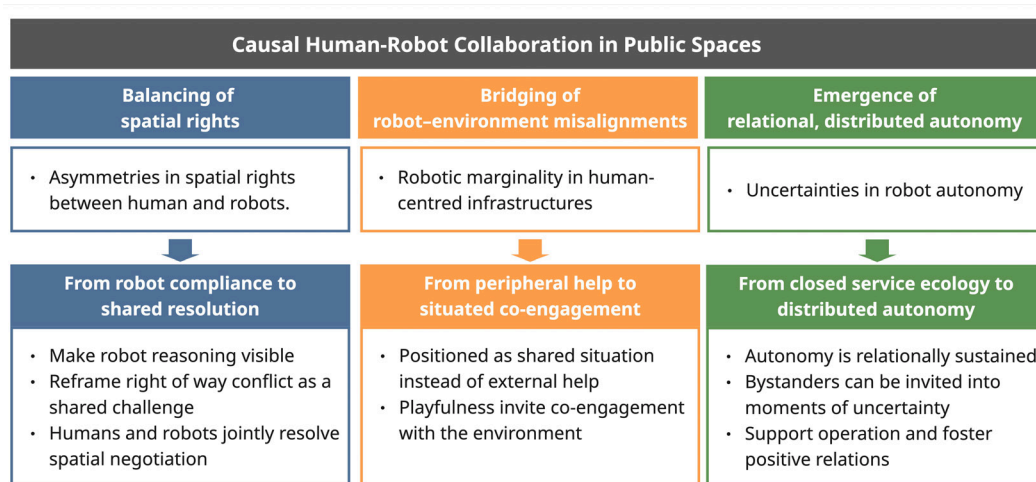 Causal Human-Robot Collaboration in Public Spaces
Balancing of
spatial rights
• Asymmetries in spatial rights
between human and robots.
From robot compliance to
shared resolution
• Make robot reasoning visible
• Reframe right of way conflict as a
shared challenge
• Humans and robots jointly resolve
spatial negotiation
Bridging of
robot–environment misalignments
• Robotic marginality in human-
centred infrastructures
From peripheral help to
situated co-engagement
• Positioned as shared situation
instead of external help
• Playfulness invite co-engagement
with the environment
Emergence of
relational, distributed autonomy
• Uncertainties in robot autonomy
From closed service ecology to
distributed autonomy
• Autonomy is relationally sustained
• Bystanders can be invited into
moments of uncertainty
• Support operation and foster
positive relations